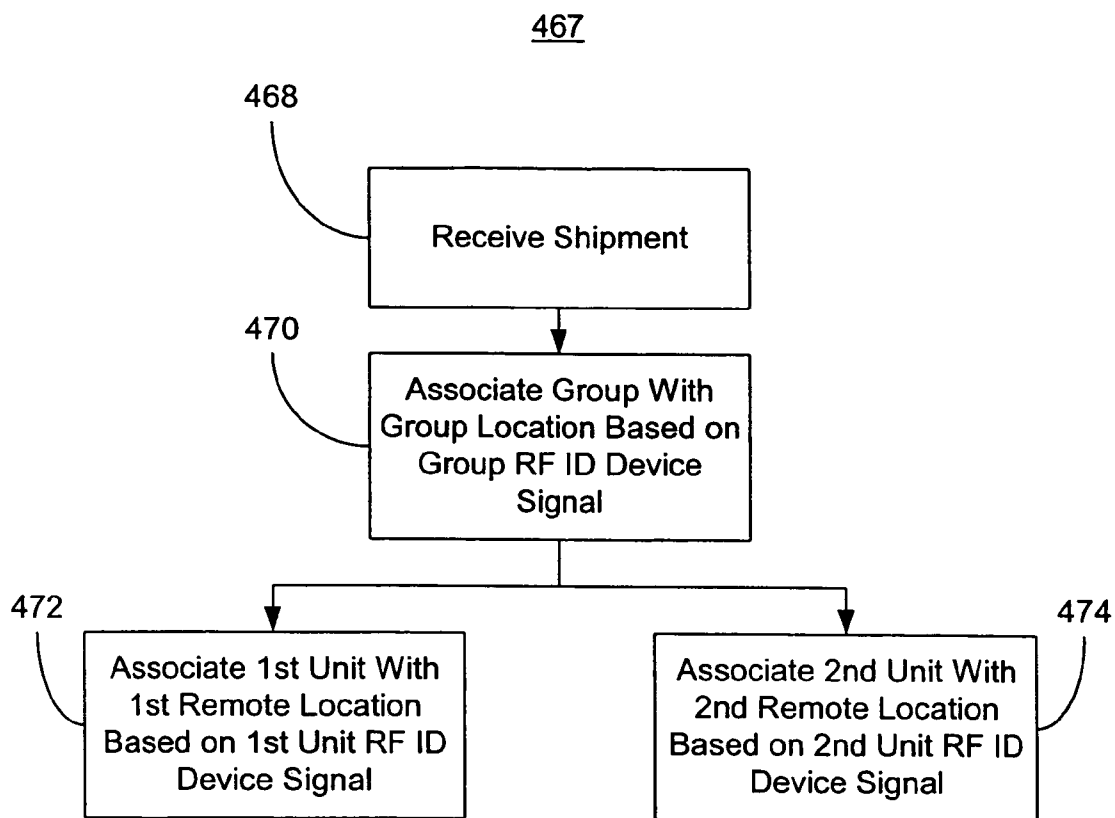 467
468
Receive Shipment
470
Associate Group With
Group Location Based on
Group RF ID Device
Signal
472
Associate 1st Unit With
1st Remote Location
Based on 1st Unit RF ID
Device Signal
474
Associate 2nd Unit With
2nd Remote Location
Based on 2nd Unit RF ID
Device Signal